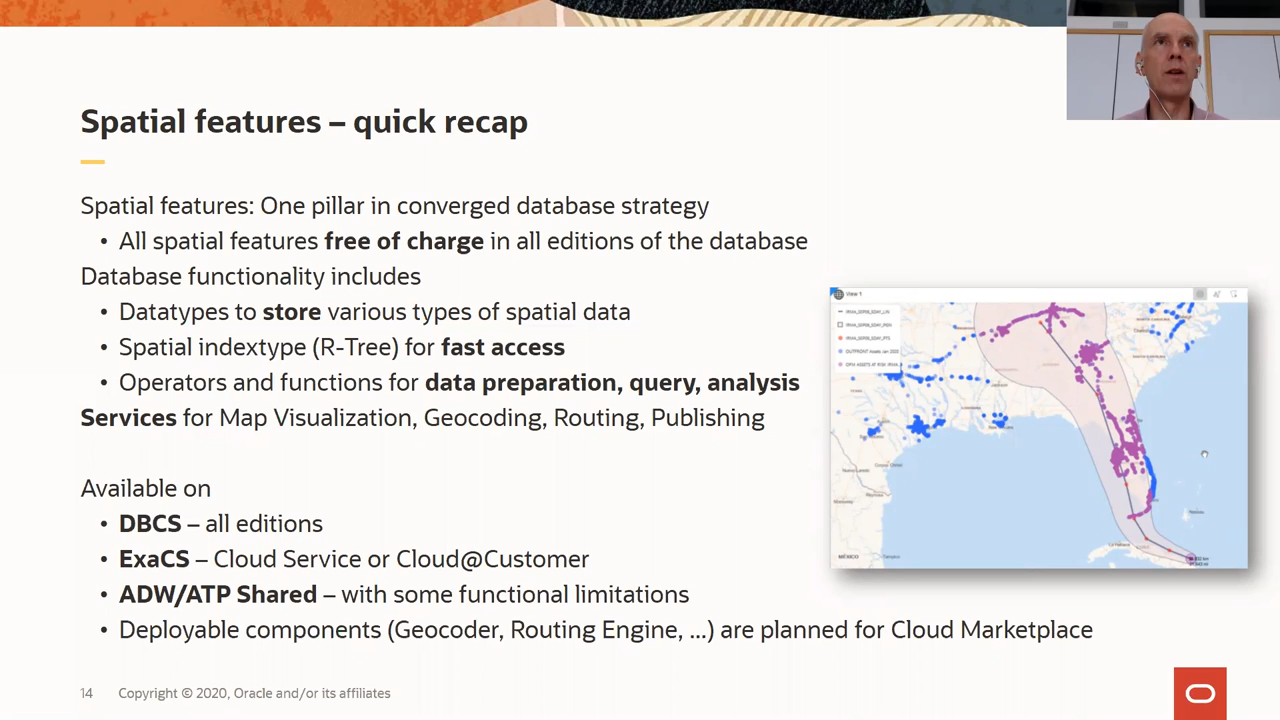 Spatial features – quick recap
Spatial features: One pillar in converged database strategy
• All spatial features free of charge in all editions of the database
Database functionality includes
• Datatypes to store various types of spatial data
• Spatial indextype (R-Tree) for fast access
• Operators and functions for data preparation, query, analysis
Services for Map Visualization, Geocoding, Routing, Publishing
Available on
• DBCS – all editions
• ExaCS – Cloud Service or Cloud@Customer
• ADW/ATP Shared – with some functional limitations
• Deployable components (Geocoder, Routing Engine, ...) are planned for Cloud Marketplace
View 1
MÉXICO
14 Copyright © 2020, Oracle and/or its affiliates